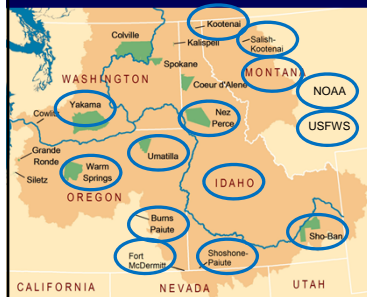 Kootenai
Colville
Kalispell
Salish-
Kootenai
Spokane
WASHINGTON
MONTANA
Coeur d'Alene
NOAA
Yakama
Cowlitz
Nez
Perce
USFWS
Grande
Ronde
Umatilla
Warm
Springs
Siletz
IDAHO
OREGON
Burns
Paiute
Sho-Ban
Fort
McDermitt
Shoshone-
Paiute
CALIFORNIA
NEVADA
UTAH